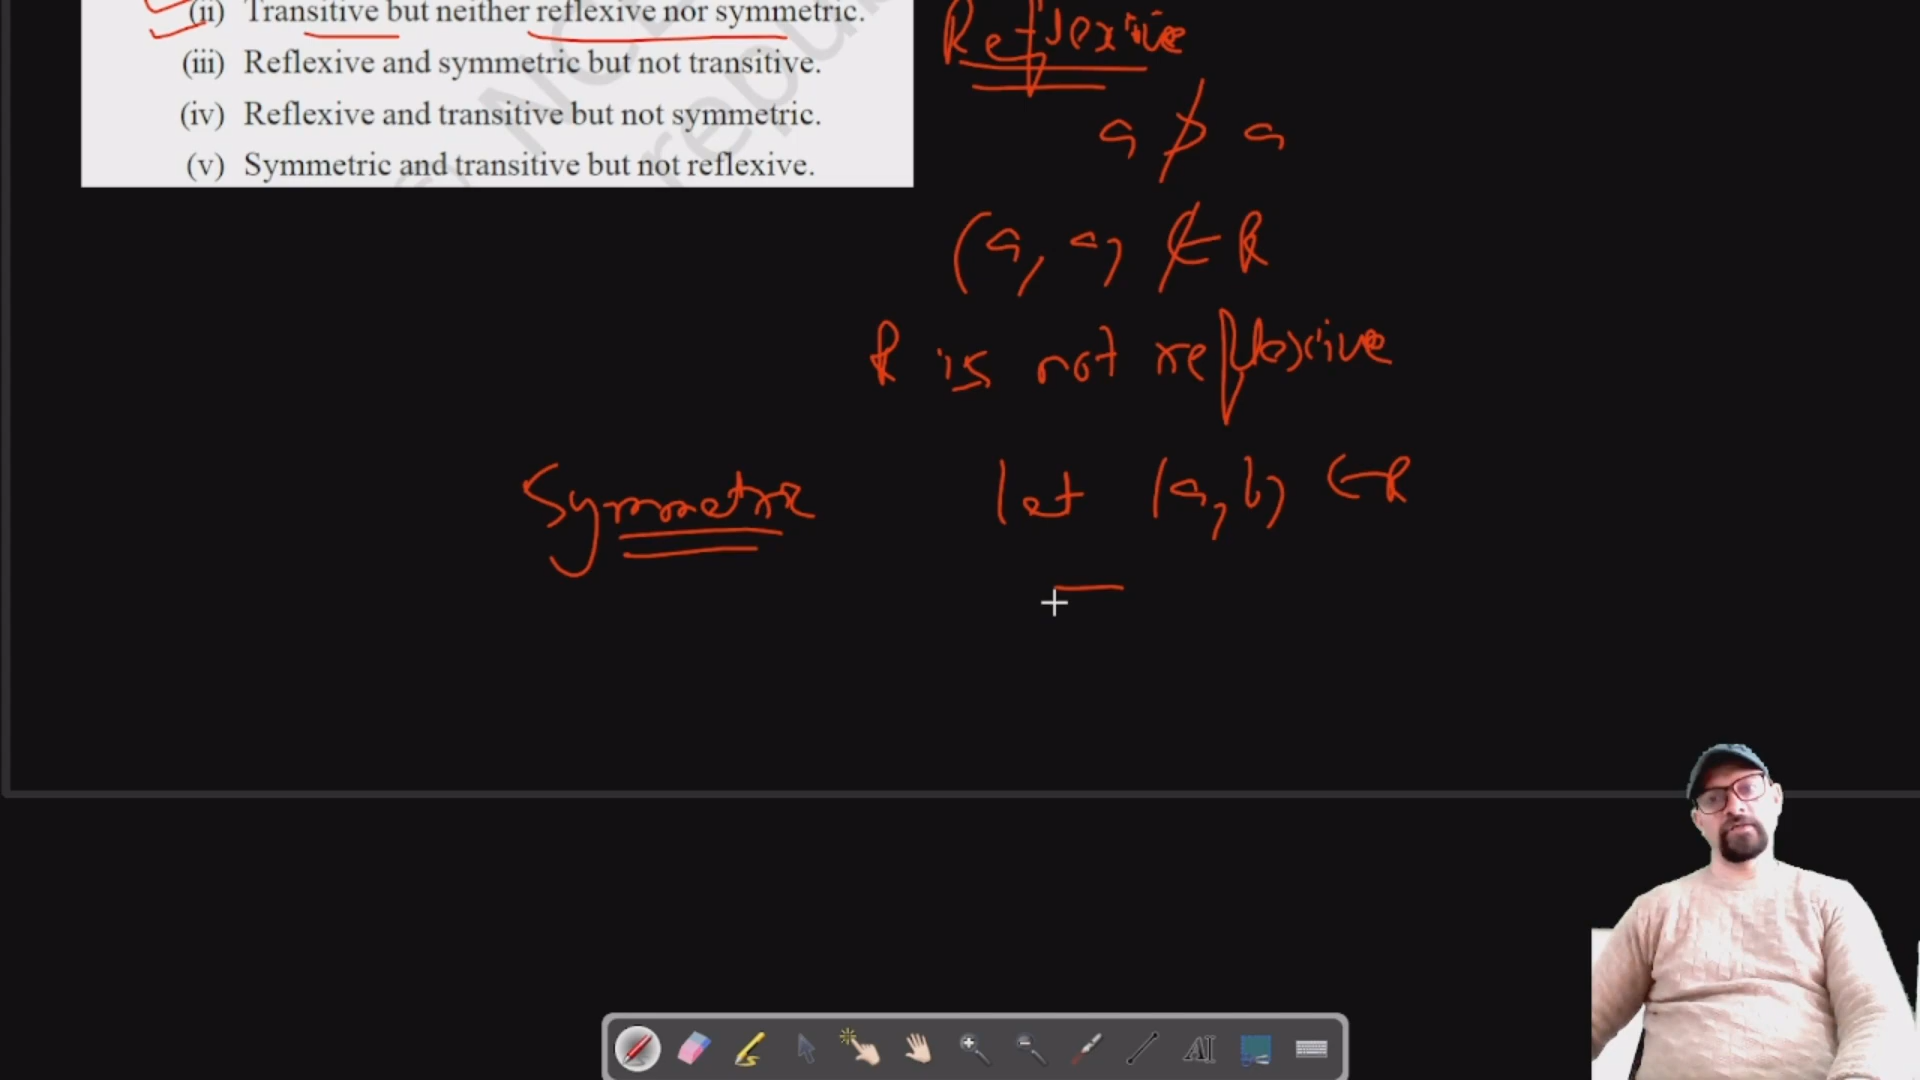 (ii) Transitive but neither reflexive nor symmetric.
(iii) Reflexive and symmetric but not transitive.
(iv) Reflexive and transitive but not symmetric.
(v) Symmetric and transitive but not reflexive.
Reflexive
a ≯ a
(a, a) ∉ R
R is not reflexive
Symmetric let (a, b) ∈ R
AI